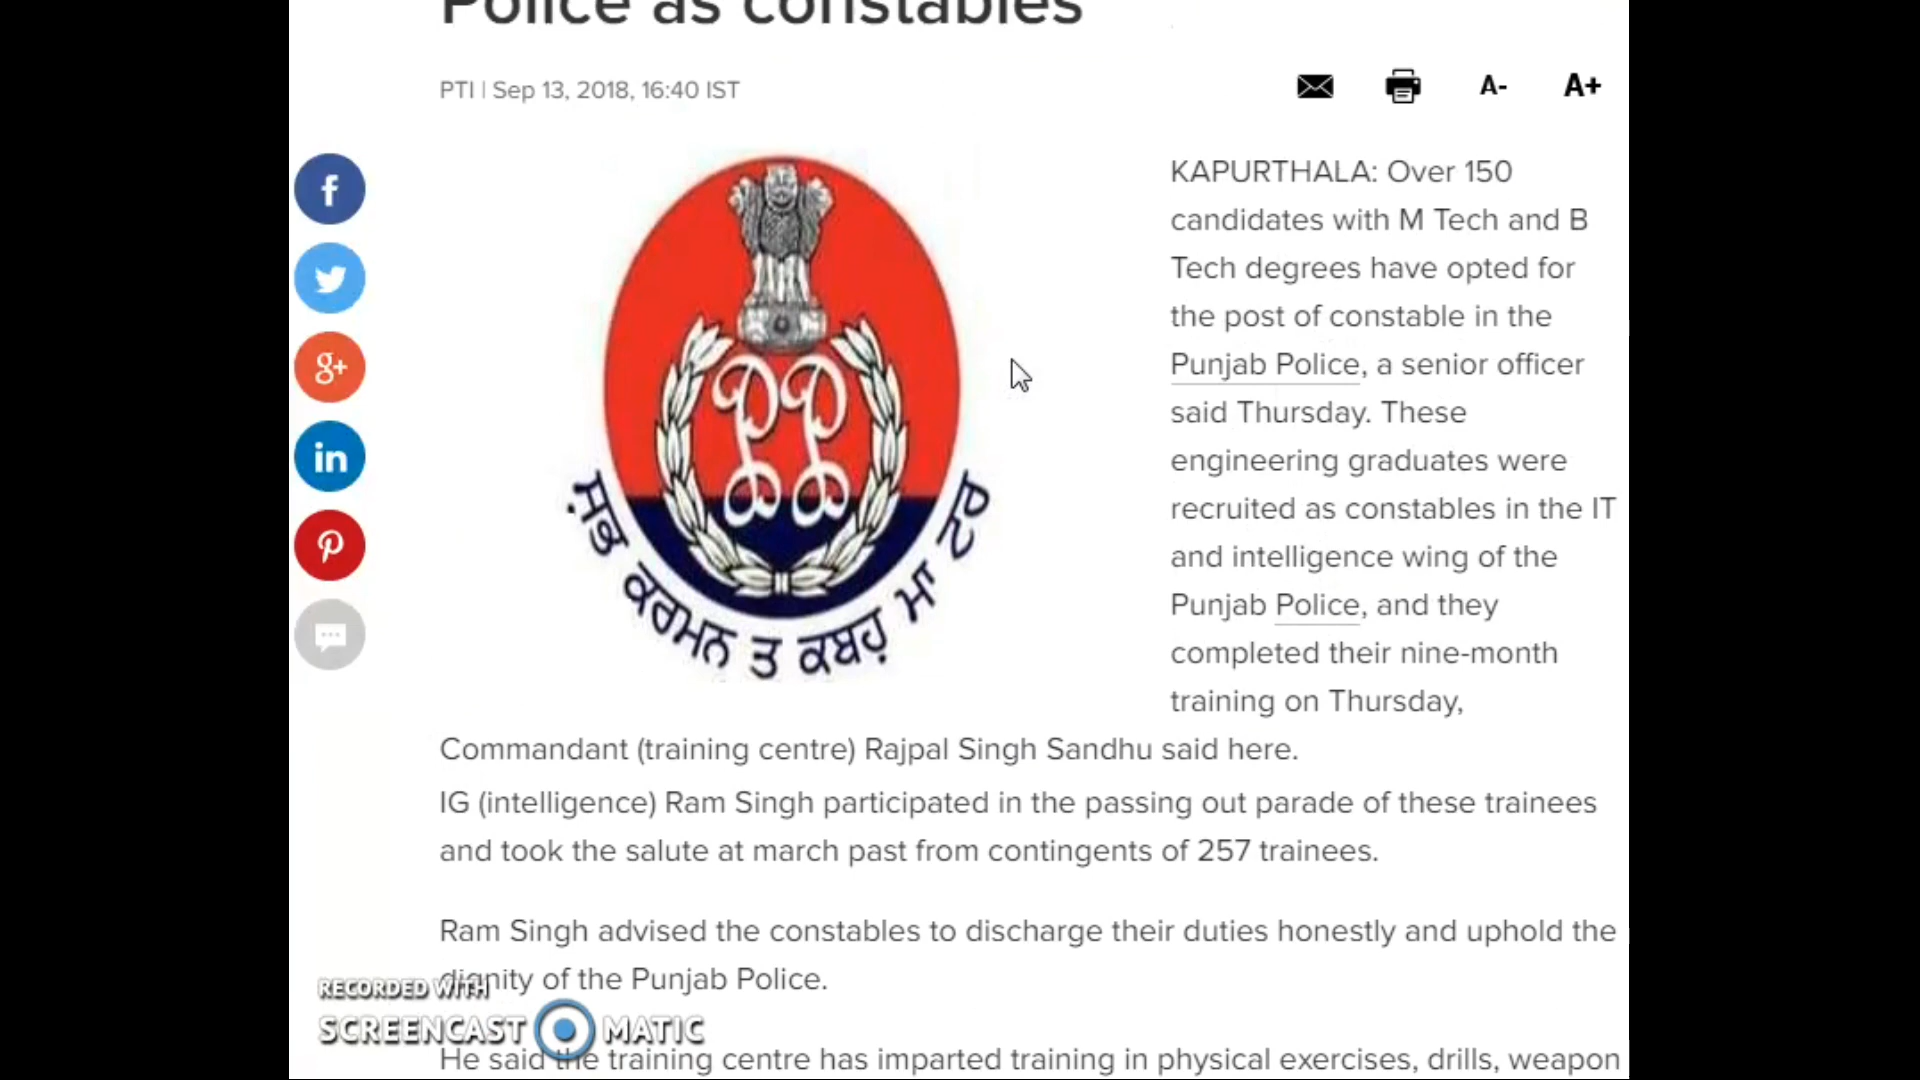 Police as constables
PTI | Sep 13, 2018, 16:40 IST
A-
A+
f
g+
in
KAPURTHALA: Over 150
candidates with M Tech and B
Tech degrees have opted for
the post of constable in the
Punjab Police, a senior officer
said Thursday. These
engineering graduates were
recruited as constables in the IT
and intelligence wing of the
Punjab Police, and they
completed their nine-month
training on Thursday,
PP
ਸ਼ੁਭ ਕਰਮਨ ਤੇ ਕਬਹੂੰ ਨਾ ਟਰੋਂ
Commandant (training centre) Rajpal Singh Sandhu said here.
IG (intelligence) Ram Singh participated in the passing out parade of these trainees
and took the salute at march past from contingents of 257 trainees.
Ram Singh advised the constables to discharge their duties honestly and uphold the
dignity of the Punjab Police.
RECORDED WITH
SCREENCAST MATIC
He said the training centre has imparted training in physical exercises, drills, weapon